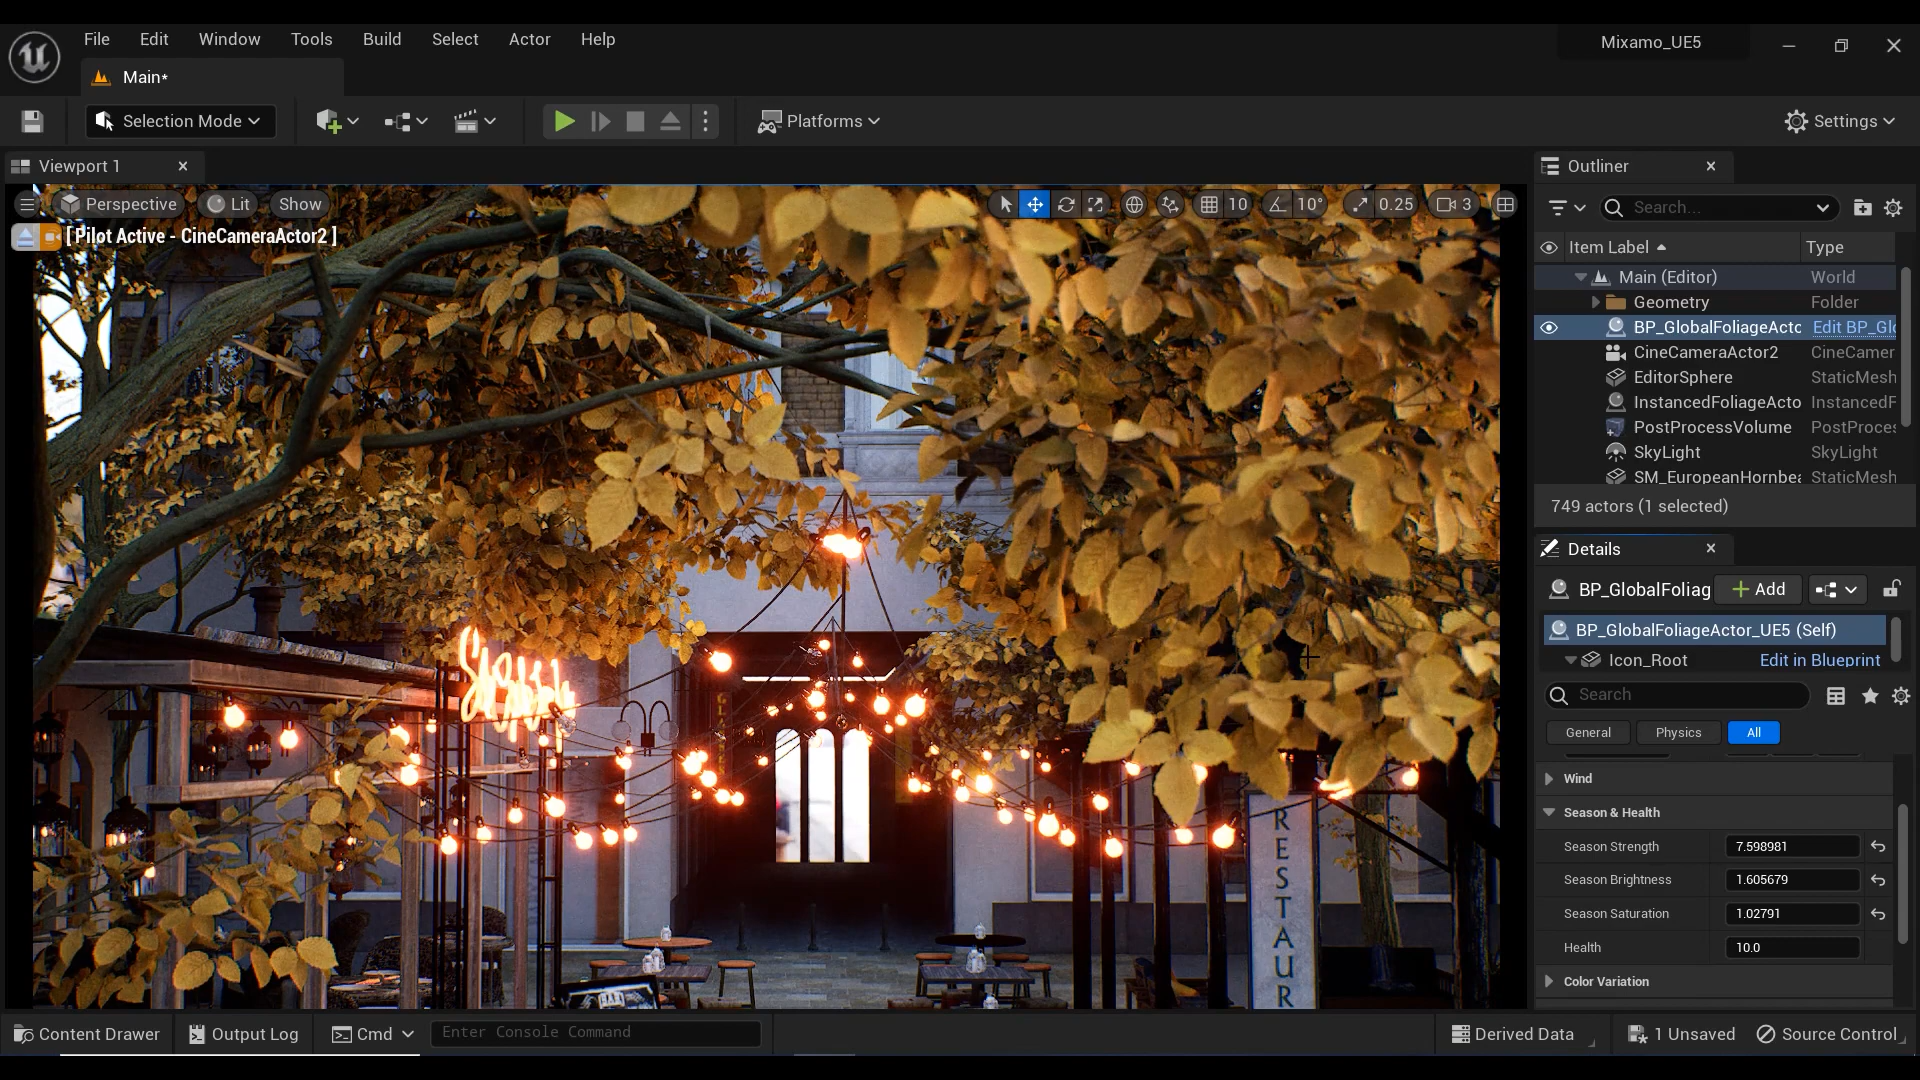 File Edit Window Tools Build Select Actor Help
Mixamo_UE5
Main*
Selection Mode
Platforms
Settings
Viewport 1
Perspective Lit Show
10 10° 0.25 3
[ Pilot Active - CineCameraActor2 ]
RESTAUR
Outliner
Search...
Item Label Type
Main (Editor) World
Geometry Folder
BP_GlobalFoliageActo Edit BP_Glo
CineCameraActor2 CineCamer
EditorSphere StaticMesh
InstancedFoliageActo InstancedF
PostProcessVolume PostProces
SkyLight SkyLight
SM_EuropeanHornbea StaticMesh
749 actors (1 selected)
Details
BP_GlobalFoliag Add
BP_GlobalFoliageActor_UE5 (Self)
Icon_Root Edit in Blueprint
Search
General Physics All
Wind
Season & Health
Season Strength 7.598981
Season Brightness 1.605679
Season Saturation 1.02791
Health 10.0
Color Variation
Content Drawer Output Log Cmd Enter Console Command
Derived Data 1 Unsaved Source Control